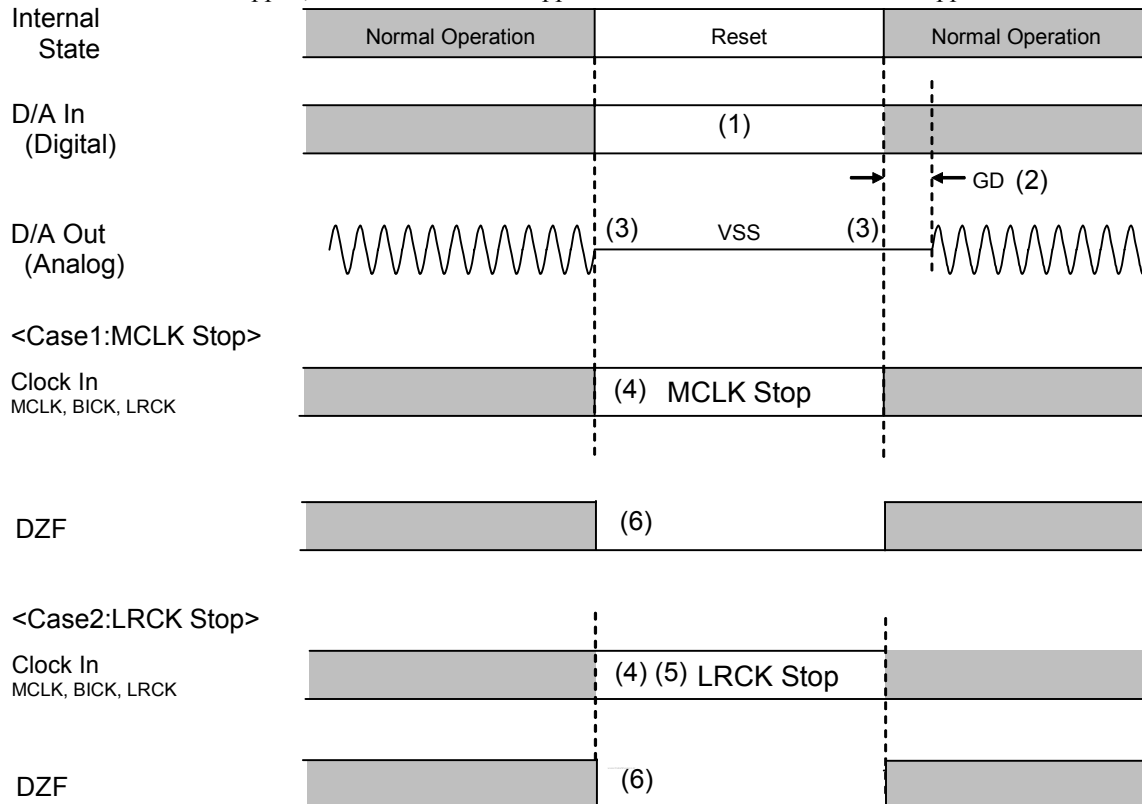 Internal
State
Normal Operation Reset Normal Operation
D/A In
(Digital)
(1)
GD (2)
D/A Out
(Analog)
(3) VSS (3)
<Case1:MCLK Stop>
Clock In
MCLK, BICK, LRCK
(4) MCLK Stop
DZF
(6)
<Case2:LRCK Stop>
Clock In
MCLK, BICK, LRCK
(4) (5) LRCK Stop
DZF
(6)